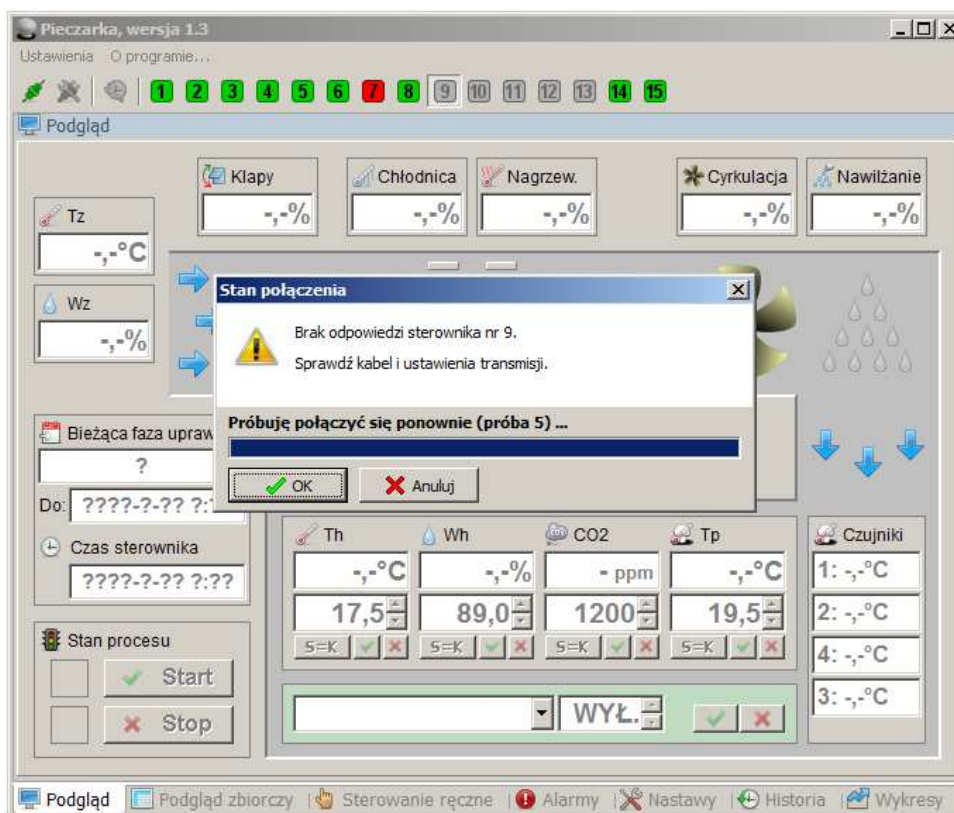 Pieczarka, wersja 1.3
Ustawienia O programie...
1 2 3 4 5 6 7 8 9 10 11 12 13 14 15
Podgląd
Klapy Chłodnica Nagrzew. Cyrkulacja Nawilżanie
-,-% -,-% -,-% -,-% -,-%
Tz
-,-°C
Wz
-,-%
Stan połączenia
Brak odpowiedzi sterownika nr 9.
Sprawdź kabel i ustawienia transmisji.
Próbuję połączyć się ponownie (próba 5) ...
OK Anuluj
Bieżąca faza upraw
?
Do: ????-?-?? ?:?
Czas sterownika
????-?-?? ?:??
Stan procesu
Start
Stop
Th Wh CO2 Tp
-,-°C -,-% - ppm -,-°C
17,5 89,0 1200 19,5
S=K S=K S=K S=K
WYŁ.
Czujniki
1: -,-°C
2: -,-°C
4: -,-°C
3: -,-°C
Podgląd Podgląd zbiorczy Sterowanie ręczne Alarmy Nastawy Historia Wykresy